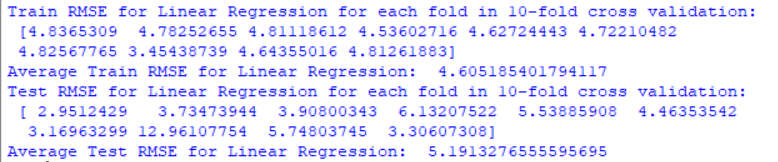 Train RMSE for Linear Regression for each fold in 10-fold cross validation:
[4.8365309 4.78252655 4.81118612 4.53602716 4.62724443 4.72210482
4.82567765 3.45438739 4.64355016 4.81261883]
Average Train RMSE for Linear Regression: 4.605185401794117
Test RMSE for Linear Regression for each fold in 10-fold cross validation:
[ 2.9512429 3.73473944 3.90800343 6.13207522 5.53885908 4.46353542
3.16963299 12.96107754 5.74803745 3.30607308]
Average Test RMSE for Linear Regression: 5.1913276555595695